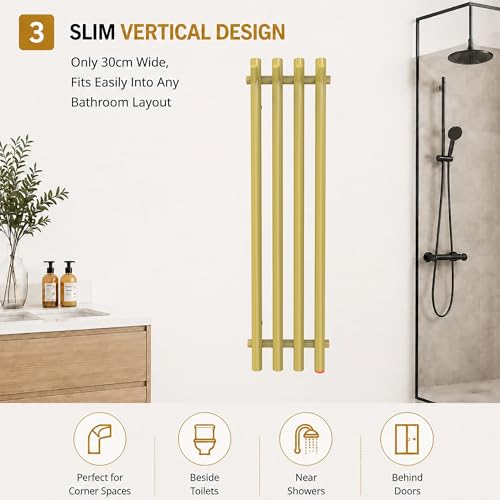 3 SLIM VERTICAL DESIGN
Only 30cm Wide,
Fits Easily Into Any
Bathroom Layout
Perfect for
Corner Spaces
Beside
Toilets
Near
Showers
Behind
Doors